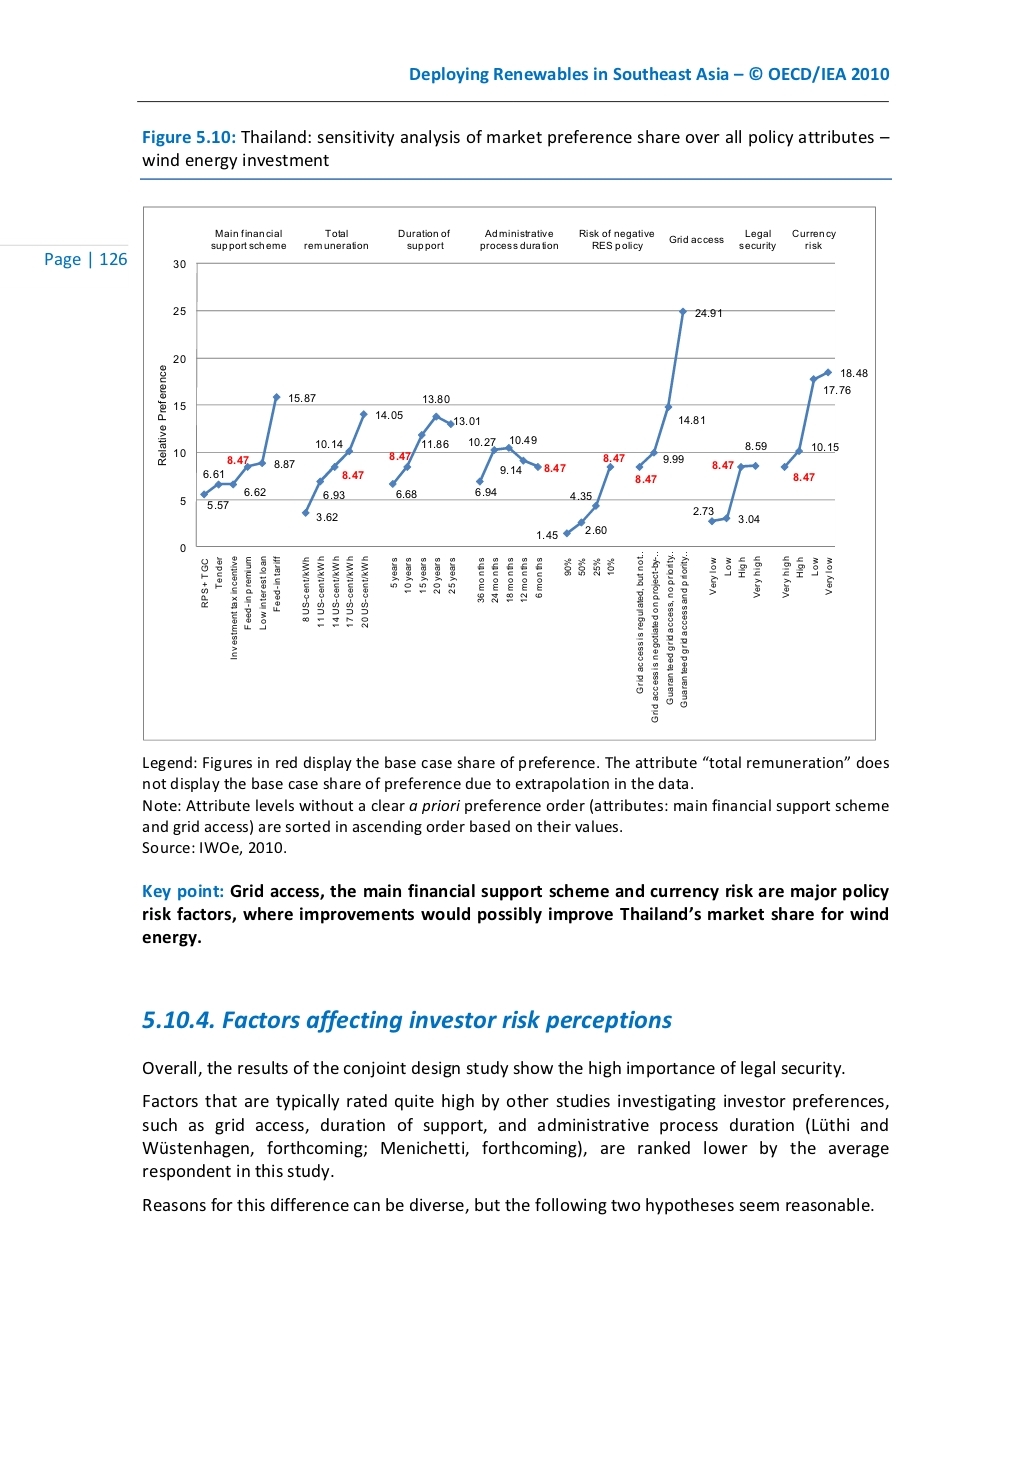 Deploying Renewables in Southeast Asia – © OECD/IEA 2010
Figure 5.10: Thailand: sensitivity analysis of market preference share over all policy attributes –
wind energy investment
Page | 126
Main financial
support scheme
Total
remuneration
Duration of
support
Administrative
process duration
Risk of negative
RES policy
Grid access
Legal
security
Currency
risk
Relative Preference
30
25
20
15
10
5
0
5.57
6.61
6.62
8.47
8.87
15.87
3.62
6.93
8.47
10.14
14.05
6.68
8.47
11.86
13.80
13.01
6.94
10.27
10.49
9.14
8.47
1.45
2.60
4.35
8.47
8.47
9.99
14.81
24.91
2.73
3.04
8.47
8.59
8.47
10.15
17.76
18.48
RPS + TGC
Tender
Investment tax incentive
Feed-in premium
Low interest loan
Feed-in tariff
8 US-cent/kWh
11 US-cent/kWh
14 US-cent/kWh
17 US-cent/kWh
20 US-cent/kWh
5 years
10 years
15 years
20 years
25 years
36 months
24 months
18 months
12 months
6 months
90%
50%
25%
10%
Grid access is regulated, but not..
Grid access is negotiated on project-by-..
Guaranteed grid access, no priority..
Guaranteed grid access and priority..
Very low
Low
High
Very high
Very high
High
Low
Very low
Legend: Figures in red display the base case share of preference. The attribute “total remuneration” does
not display the base case share of preference due to extrapolation in the data.
Note: Attribute levels without a clear a priori preference order (attributes: main financial support scheme
and grid access) are sorted in ascending order based on their values.
Source: IWOe, 2010.
Key point: Grid access, the main financial support scheme and currency risk are major policy
risk factors, where improvements would possibly improve Thailand’s market share for wind
energy.
5.10.4. Factors affecting investor risk perceptions
Overall, the results of the conjoint design study show the high importance of legal security.
Factors that are typically rated quite high by other studies investigating investor preferences,
such as grid access, duration of support, and administrative process duration (Lüthi and
Wüstenhagen, forthcoming; Menichetti, forthcoming), are ranked lower by the average
respondent in this study.
Reasons for this difference can be diverse, but the following two hypotheses seem reasonable.